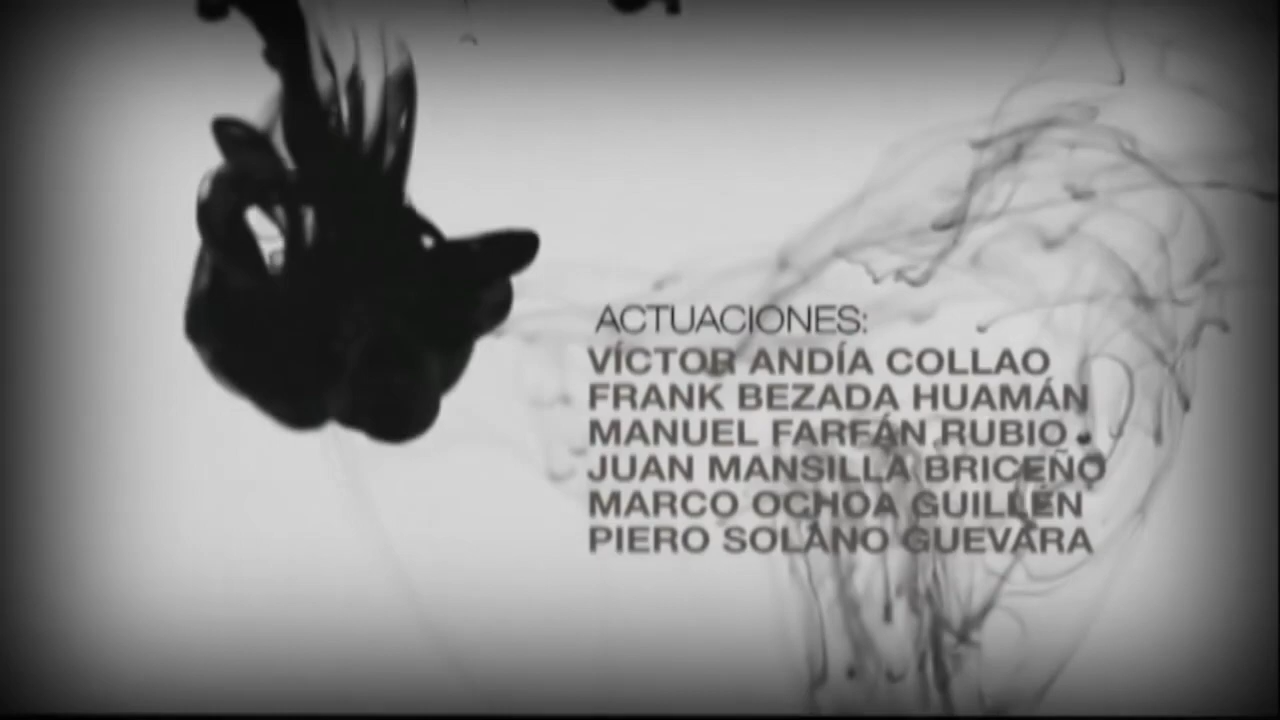 ACTUACIONES:
VÍCTOR ANDÍA COLLAO
FRANK BEZADA HUAMÁN
MANUEL FARFÁN RUBIO
JUAN MANSILLA BRICEÑO
MARCO OCHOA GUILLÉN
PIERO SOLANO GUEVARA